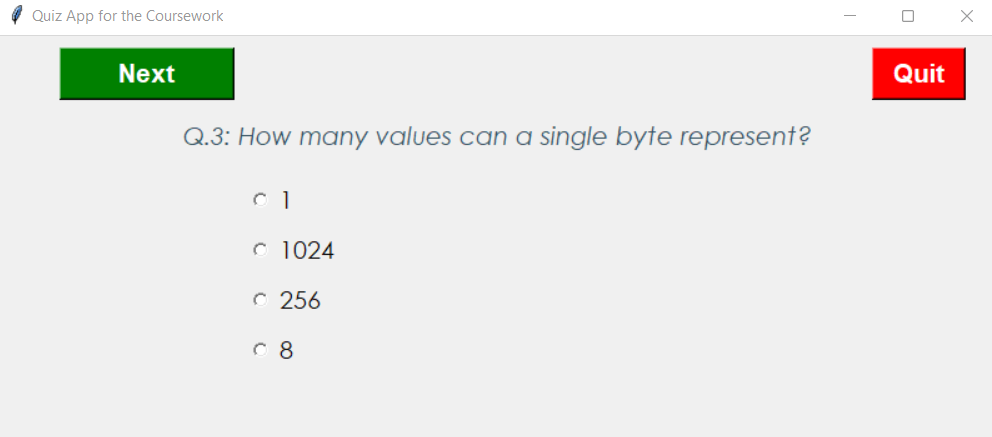 Quiz App for the Coursework
Next
Quit
Q.3: How many values can a single byte represent?
1
1024
256
8